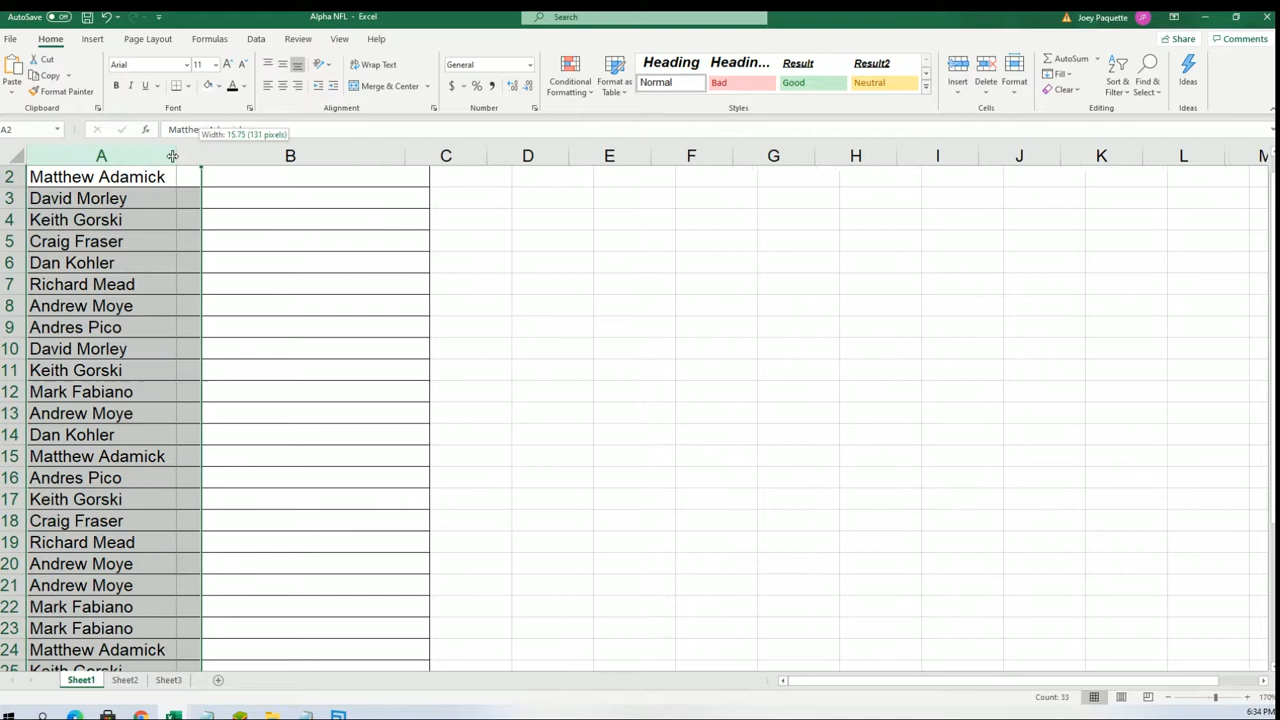 AutoSave Off Alpha NFL - Excel Search Joey Paquette JP
File Home Insert Page Layout Formulas Data Review View Help Share Comments
Paste Cut Copy Format Painter Clipboard
Arial 11 A A B I U A Font
Wrap Text Merge & Center Alignment
General $ % , Number
Conditional Formatting Format as Table Heading Headin... Result Result2 Normal Bad Good Neutral Styles
Insert Delete Format Cells
AutoSum Fill Clear Sort & Filter Find & Select Editing
Ideas Ideas
A2 fx Matthew
Width: 15.75 (131 pixels)
A B C D E F G H I J K L M
2 Matthew Adamick
3 David Morley
4 Keith Gorski
5 Craig Fraser
6 Dan Kohler
7 Richard Mead
8 Andrew Moye
9 Andres Pico
10 David Morley
11 Keith Gorski
12 Mark Fabiano
13 Andrew Moye
14 Dan Kohler
15 Matthew Adamick
16 Andres Pico
17 Keith Gorski
18 Craig Fraser
19 Richard Mead
20 Andrew Moye
21 Andrew Moye
22 Mark Fabiano
23 Mark Fabiano
24 Matthew Adamick
25 Keith Gorski
Sheet1 Sheet2 Sheet3
Count: 33 170%
6:34 PM